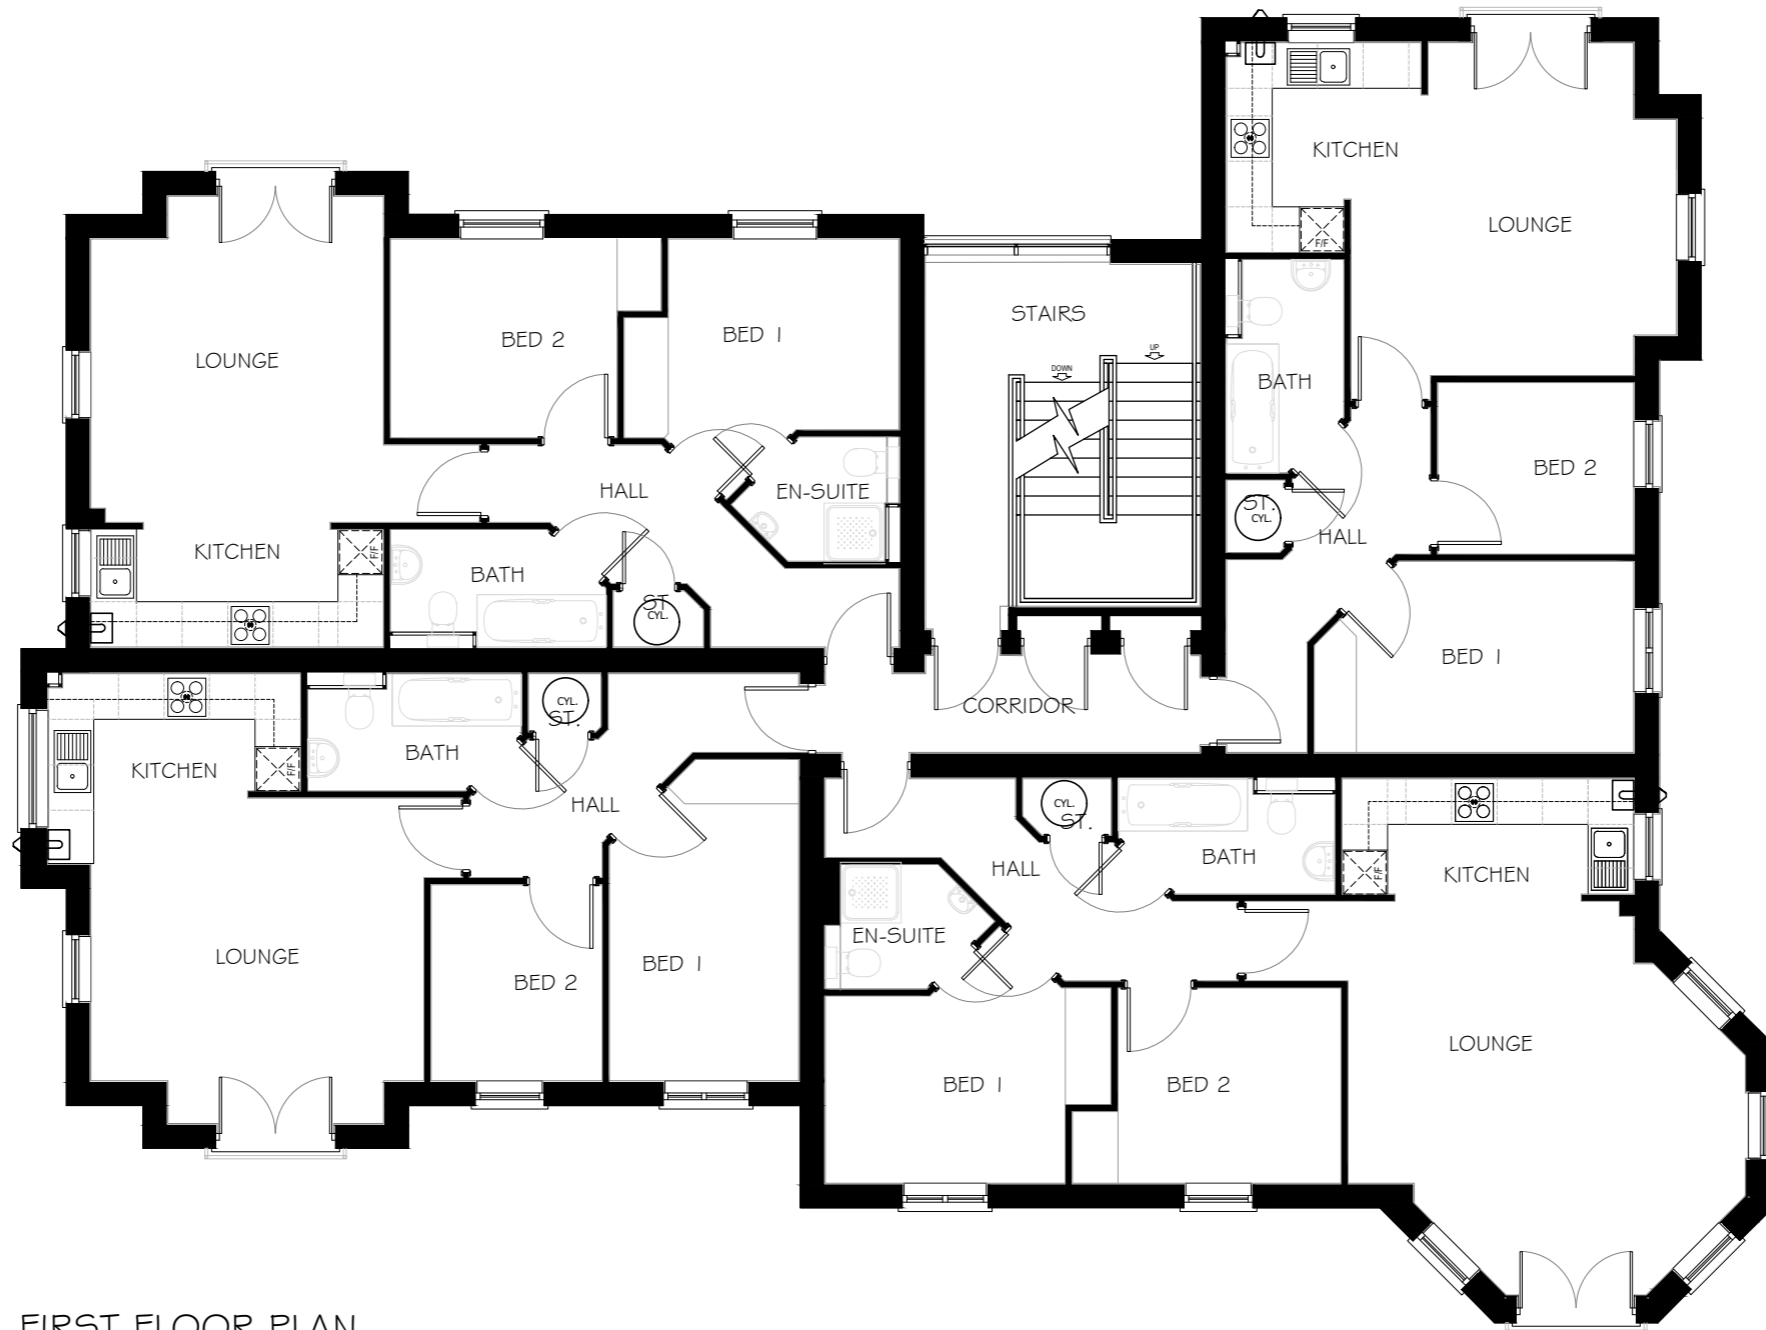 KITCHEN
LOUNGE
F/F
STAIRS
BED 2
BED 1
LOUNGE
UP
DOWN
BATH
BED 2
HALL
EN-SUITE
ST.
CYL.
HALL
KITCHEN
F/F
BATH
ST
CYL.
BED 1
CORRIDOR
CYL.
ST.
BATH
KITCHEN
F/F
HALL
CYL.
ST.
BATH
HALL
KITCHEN
F/F
EN-SUITE
LOUNGE
BED 1
BED 2
LOUNGE
BED 1
BED 2
FIRST FLOOR PLAN